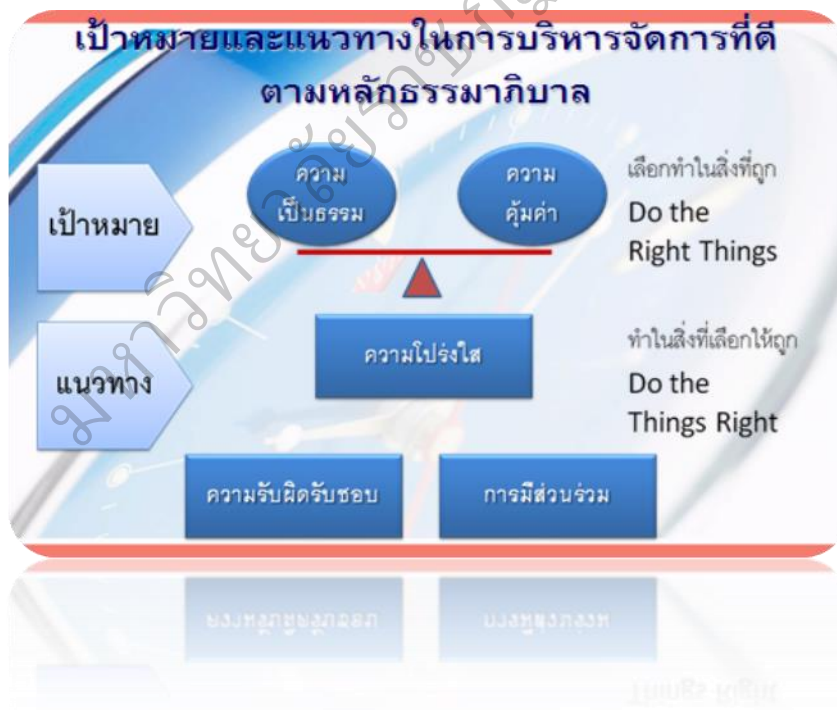 เป้าหมายและแนวทางในการบริหารจัดการที่ดี
ตามหลักธรรมาภิบาล
เป้าหมาย
ความ
เป็นธรรม
ความ
คุ้มค่า
เลือกทำในสิ่งที่ถูก
Do the
Right Things
แนวทาง
ความโปร่งใส
ทำในสิ่งที่เลือกให้ถูก
Do the
Things Right
ความรับผิดรับชอบ
การมีส่วนร่วม